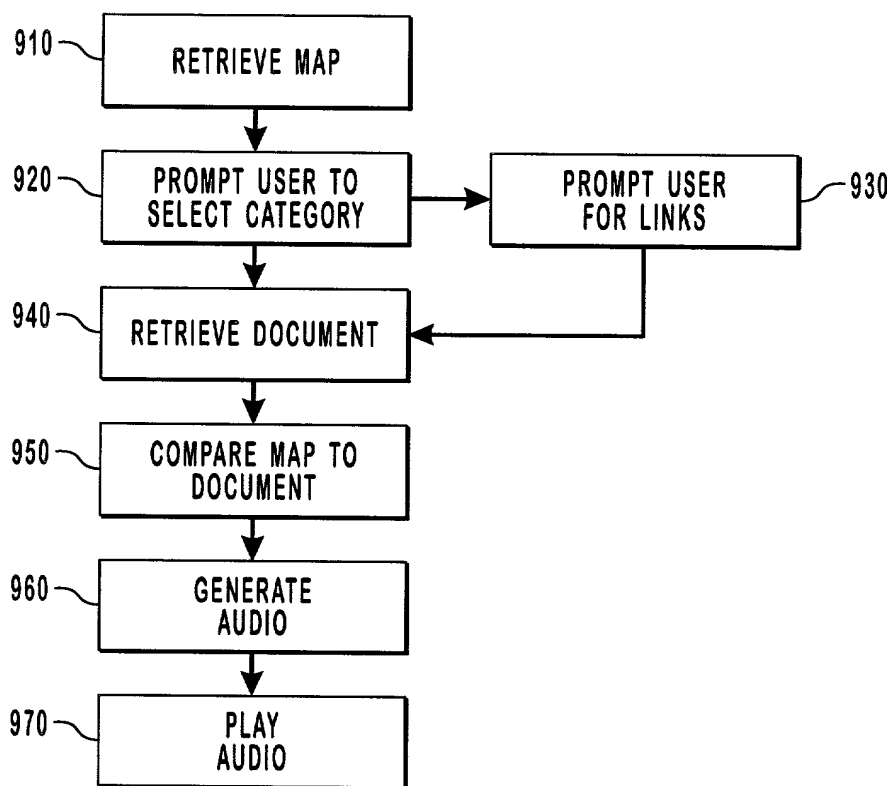 910
RETRIEVE MAP
920
PROMPT USER TO
SELECT CATEGORY
PROMPT USER
FOR LINKS
930
940
RETRIEVE DOCUMENT
950
COMPARE MAP TO
DOCUMENT
960
GENERATE
AUDIO
970
PLAY
AUDIO